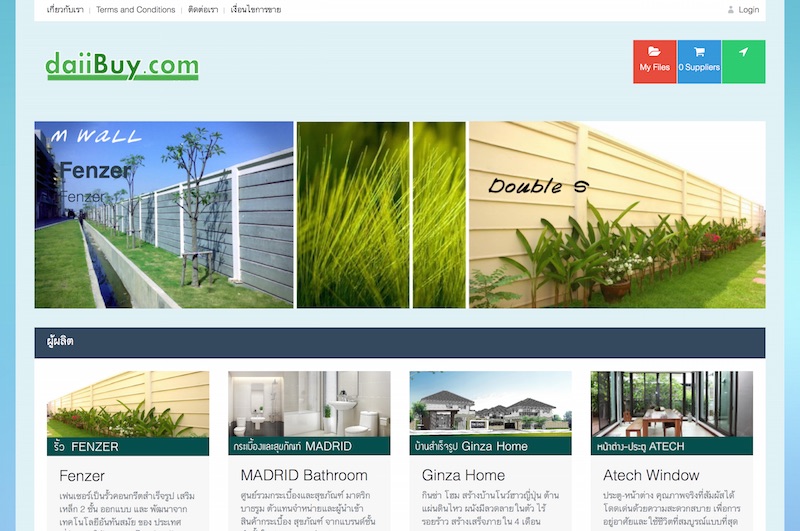 เกี่ยวกับเรา | Terms and Conditions | ติดต่อเรา | เงื่อนไขการขาย
Login
daiiBuy.com
My Files
0 Suppliers
M WALL
Fenzer
Fenzer
Double S
ผู้ผลิต
รั้ว FENZER
กระเบื้องและสุขภัณฑ์ MADRID
บ้านสำเร็จรูป Ginza Home
หน้าต่าง-ประตู ATECH
Fenzer
เฟนเซอร์เป็นรั้วคอนกรีตสำเร็จรูป เสริม
เหล็ก 2 ชั้น ออกแบบ และ พัฒนาจาก
เทคโนโลยีอันทันสมัย ของ ประเทศ
MADRID Bathroom
ศูนย์รวมกระเบื้องและสุขภัณฑ์ มาดริก
บาธรูม ตัวแทนจำหน่ายและผู้นำเข้า
สินค้ากระเบื้อง สุขภัณฑ์ จากแบรนด์ชั้น
Ginza Home
กินซ่า โฮม สร้างบ้านโนว์ฮาวญี่ปุ่น ต้าน
แผ่นดินไหว ผนังมีลวดลาย ในตัว ไร้
รอยร้าว สร้างเสร็จภายใน 4 เดือน
Atech Window
ประตู-หน้าต่าง คุณภาพจริงที่สัมผัสได้
โดดเด่นด้วยความสะดวกสบาย เพื่อการ
อยู่อาศัยและ ใช้ชีวิตที่สมบูรณ์แบบที่สุด